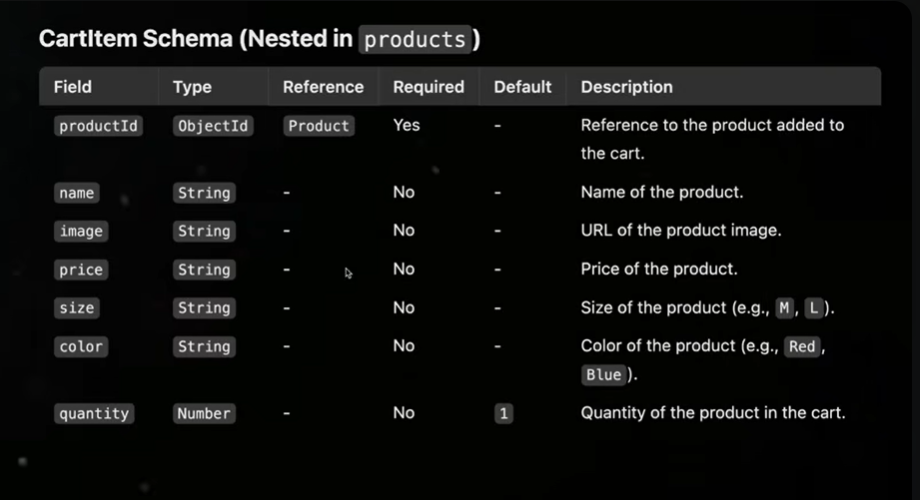 CartItem Schema (Nested in products)
Field Type Reference Required Default Description
productId ObjectId Product Yes - Reference to the product added to
the cart.
name String - No - Name of the product.
image String - No - URL of the product image.
price String - No - Price of the product.
size String - No - Size of the product (e.g., M, L).
color String - No - Color of the product (e.g., Red,
Blue).
quantity Number - No 1 Quantity of the product in the cart.